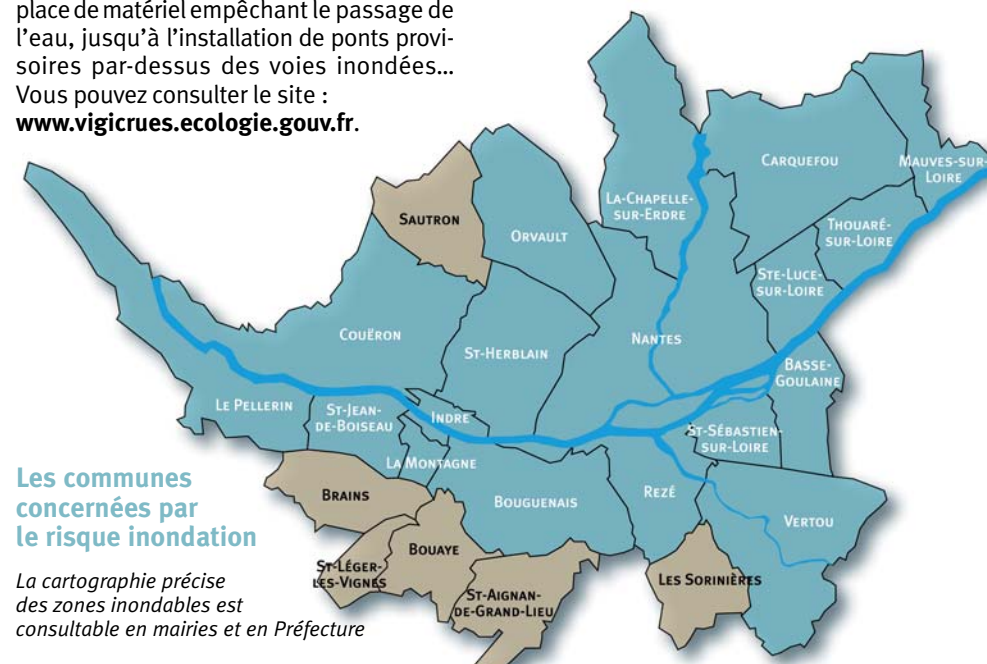 place de matériel empêchant le passage de
l’eau, jusqu’à l’installation de ponts provi-
soires par-dessus des voies inondées...
Vous pouvez consulter le site :
www.vigicrues.ecologie.gouv.fr.
CARQUEFOU
MAUVES-SUR-
LOIRE
LA-CHAPELLE-
SUR-ERDRE
SAUTRON
ORVAULT
THOUARÉ-
SUR-LOIRE
STE-LUCE-
SUR-LOIRE
COUËRON
ST-HERBLAIN
NANTES
BASSE-
GOULAINE
LE PELLERIN
ST-JEAN-
DE-BOISEAU
INDRE
ST-SÉBASTIEN-
SUR-LOIRE
LA MONTAGNE
BRAINS
BOUGUENAIS
REZÉ
VERTOU
BOUAYE
ST-LÉGER-
LES-VIGNES
ST-AIGNAN-
DE-GRAND-LIEU
LES SORINIÈRES
Les communes
concernées par
le risque inondation
La cartographie précise
des zones inondables est
consultable en mairies et en Préfecture